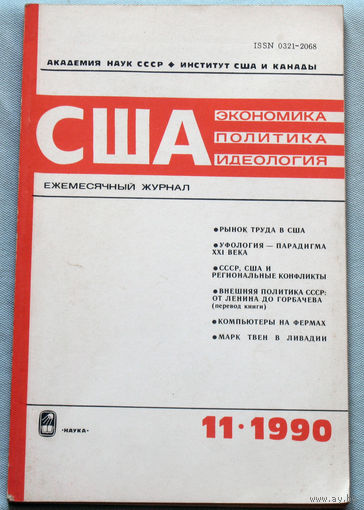 ISSN 0321-2068
АКАДЕМИЯ НАУК СССР ◆ ИНСТИТУТ США И КАНАДЫ
США
ЭКОНОМИКА
ПОЛИТИКА
ИДЕОЛОГИЯ
ЕЖЕМЕСЯЧНЫЙ ЖУРНАЛ
● РЫНОК ТРУДА В США
● УФОЛОГИЯ — ПАРАДИГМА
XXI ВЕКА
● СССР, США И
РЕГИОНАЛЬНЫЕ КОНФЛИКТЫ
● ВНЕШНЯЯ ПОЛИТИКА СССР:
ОТ ЛЕНИНА ДО ГОРБАЧЕВА
(перевод книги)
● КОМПЬЮТЕРЫ НА ФЕРМАХ
● МАРК ТВЕН В ЛИВАДИИ
«НАУКА»
11·1990